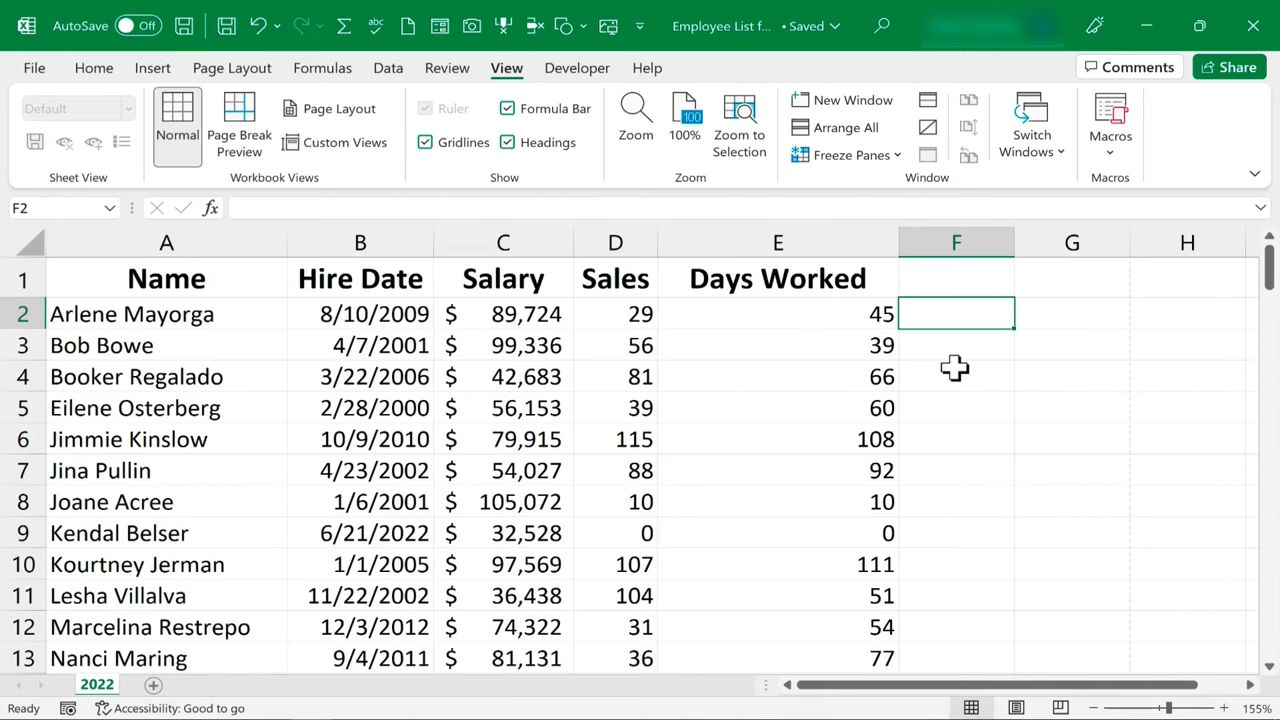 AutoSave Off Employee List f... • Saved
File Home Insert Page Layout Formulas Data Review View Developer Help Comments Share
Default
Normal
Page Break Preview
Page Layout
Custom Views
Ruler
Formula Bar
Gridlines
Headings
Zoom
100
100%
Zoom to Selection
New Window
Arrange All
Freeze Panes
Switch Windows
Macros
Sheet View Workbook Views Show Zoom Window Macros
F2 fx
A B C D E F G H
1 Name Hire Date Salary Sales Days Worked
2 Arlene Mayorga 8/10/2009 $ 89,724 29 45
3 Bob Bowe 4/7/2001 $ 99,336 56 39
4 Booker Regalado 3/22/2006 $ 42,683 81 66
5 Eilene Osterberg 2/28/2000 $ 56,153 39 60
6 Jimmie Kinslow 10/9/2010 $ 79,915 115 108
7 Jina Pullin 4/23/2002 $ 54,027 88 92
8 Joane Acree 1/6/2001 $ 105,072 10 10
9 Kendal Belser 6/21/2022 $ 32,528 0 0
10 Kourtney Jerman 1/1/2005 $ 97,569 107 111
11 Lesha Villalva 11/22/2002 $ 36,438 104 51
12 Marcelina Restrepo 12/3/2012 $ 74,322 31 54
13 Nanci Maring 9/4/2011 $ 81,131 36 77
2022
Ready Accessibility: Good to go 155%